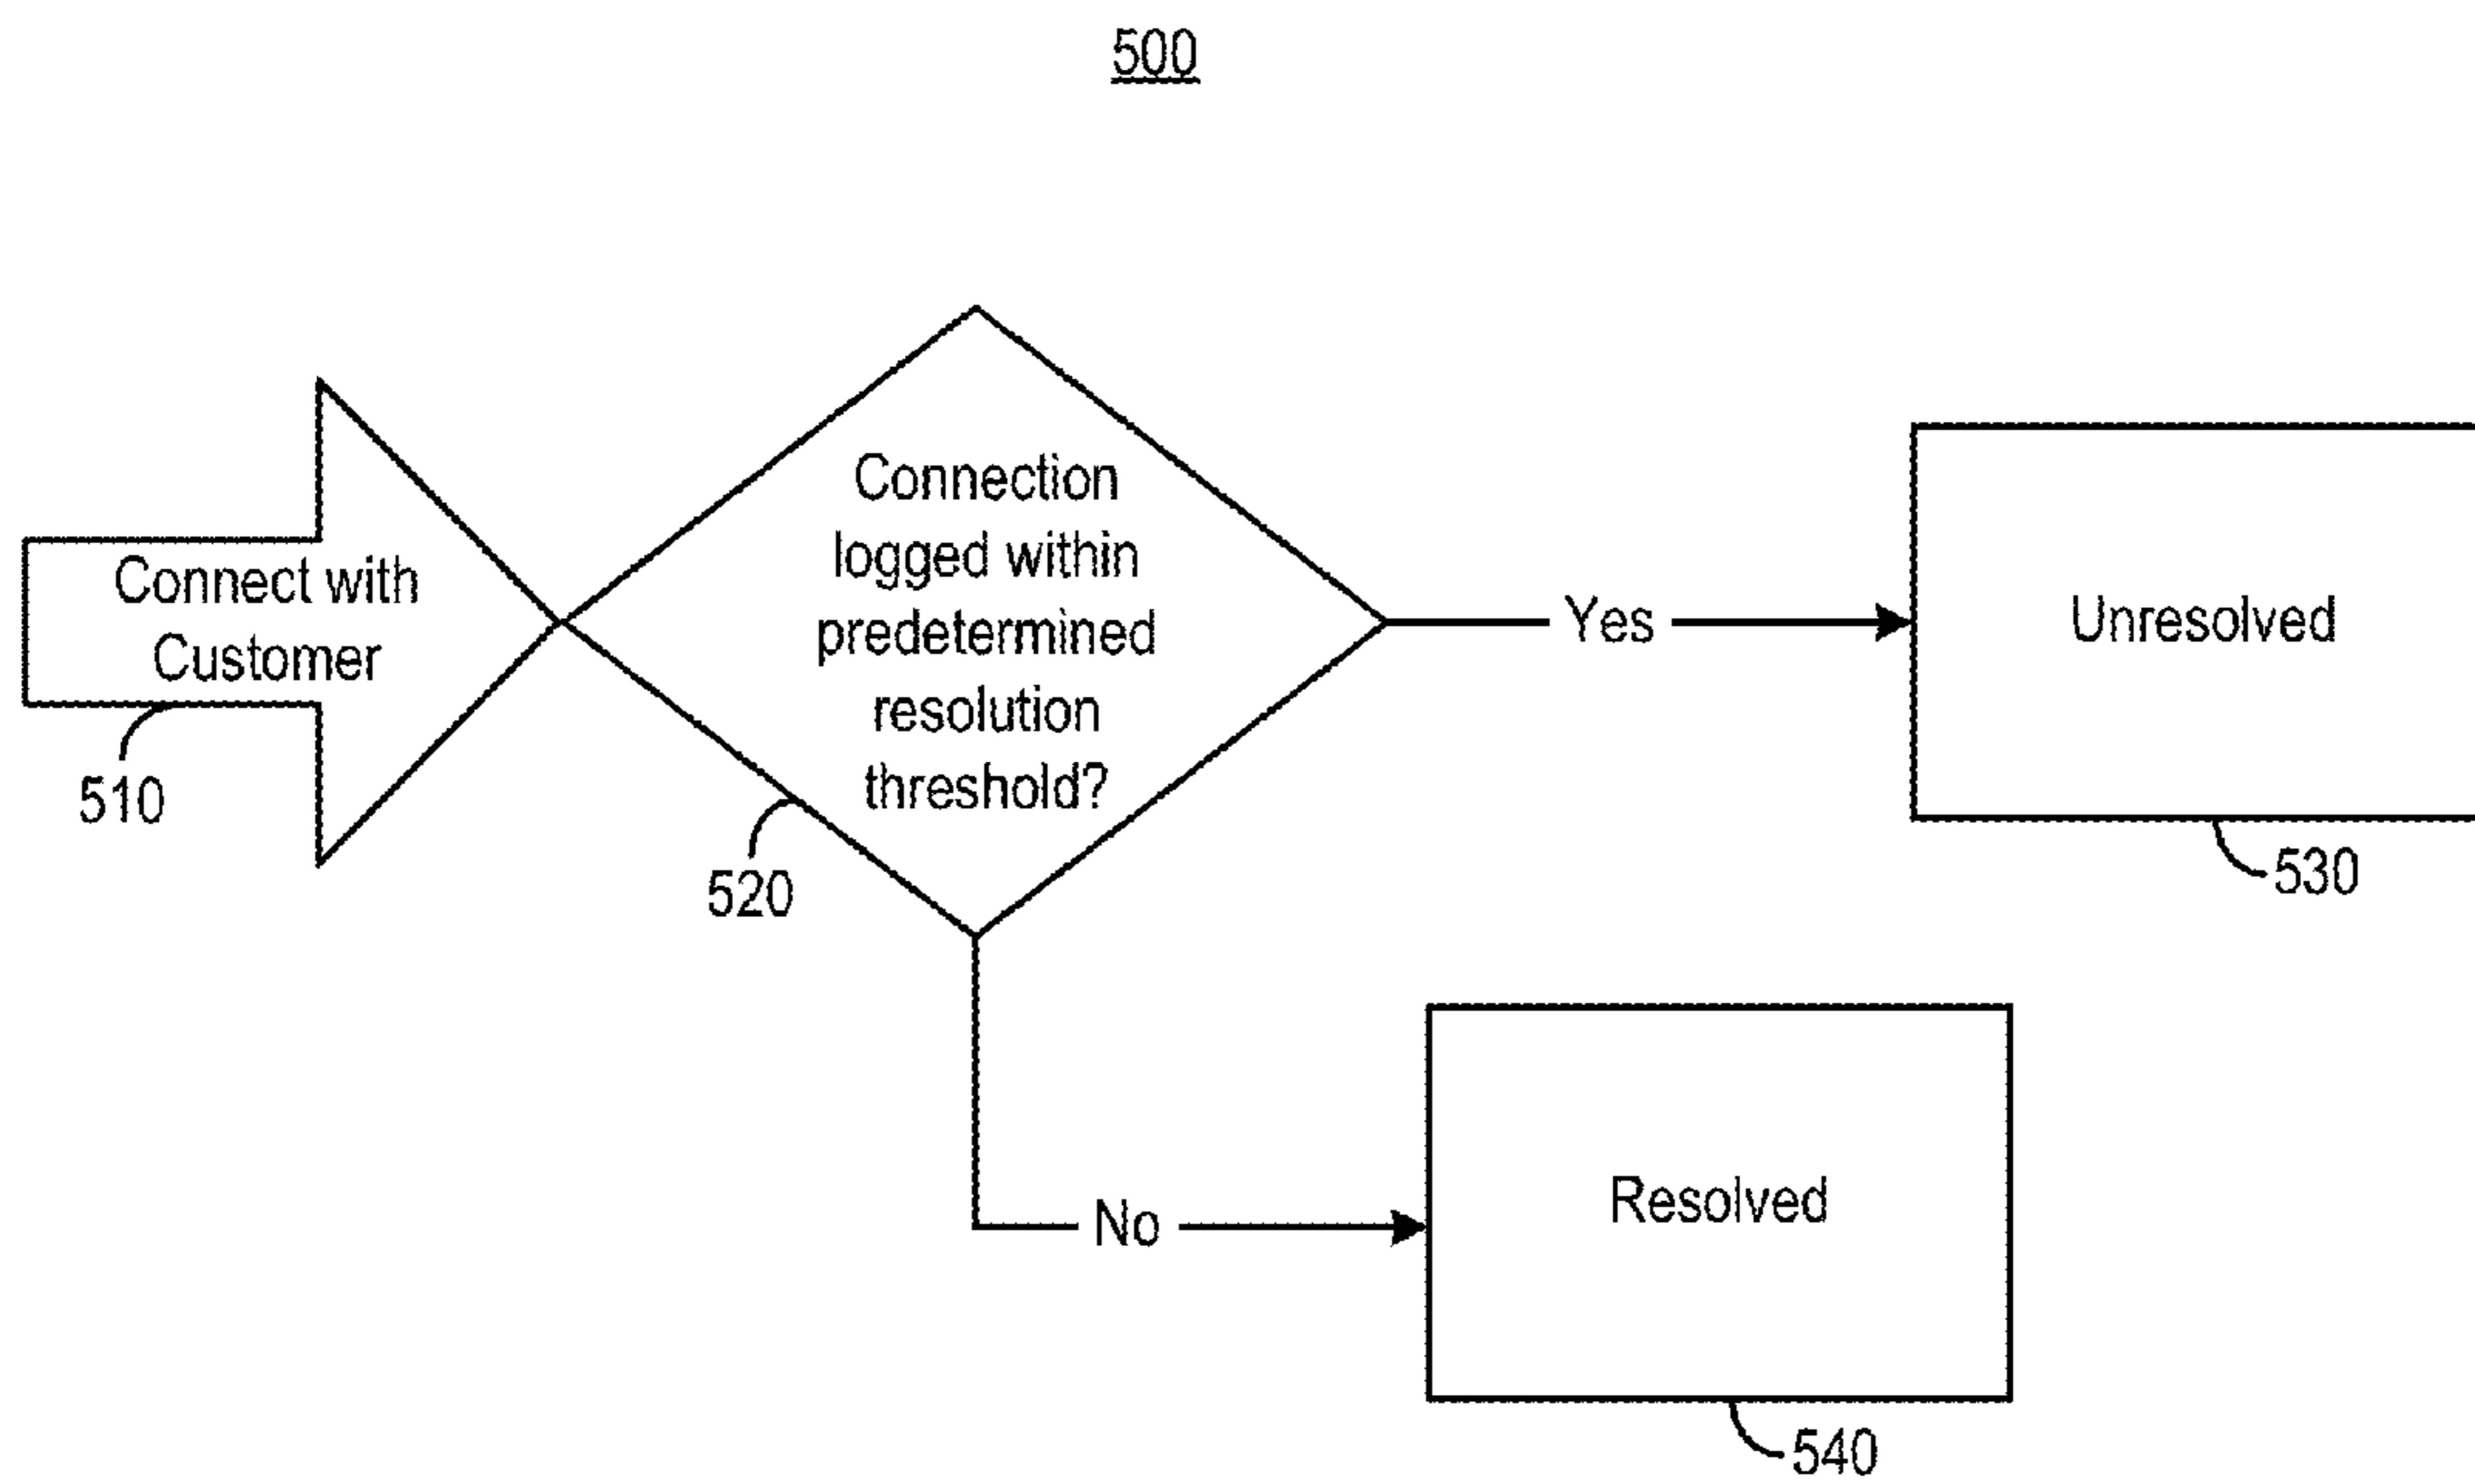 500
Connect with
Customer
510
Connection
logged within
predetermined
resolution
threshold?
520
Yes
Unresolved
530
No
Resolved
540